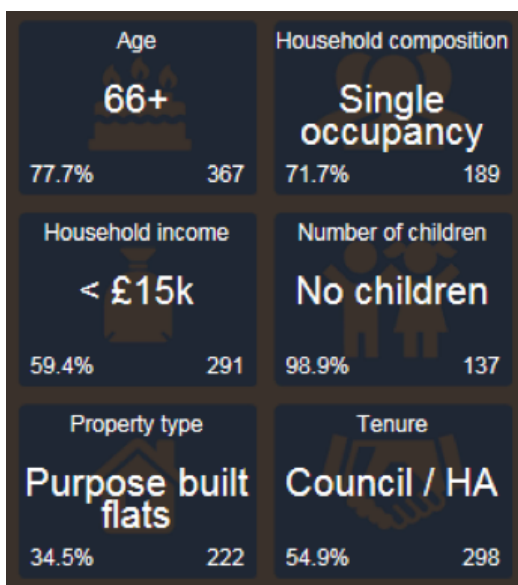 Age
66+
77.7% 367
Household composition
Single
occupancy
71.7% 189
Household income
< £15k
59.4% 291
Number of children
No children
98.9% 137
Property type
Purpose built
flats
34.5% 222
Tenure
Council / HA
54.9% 298